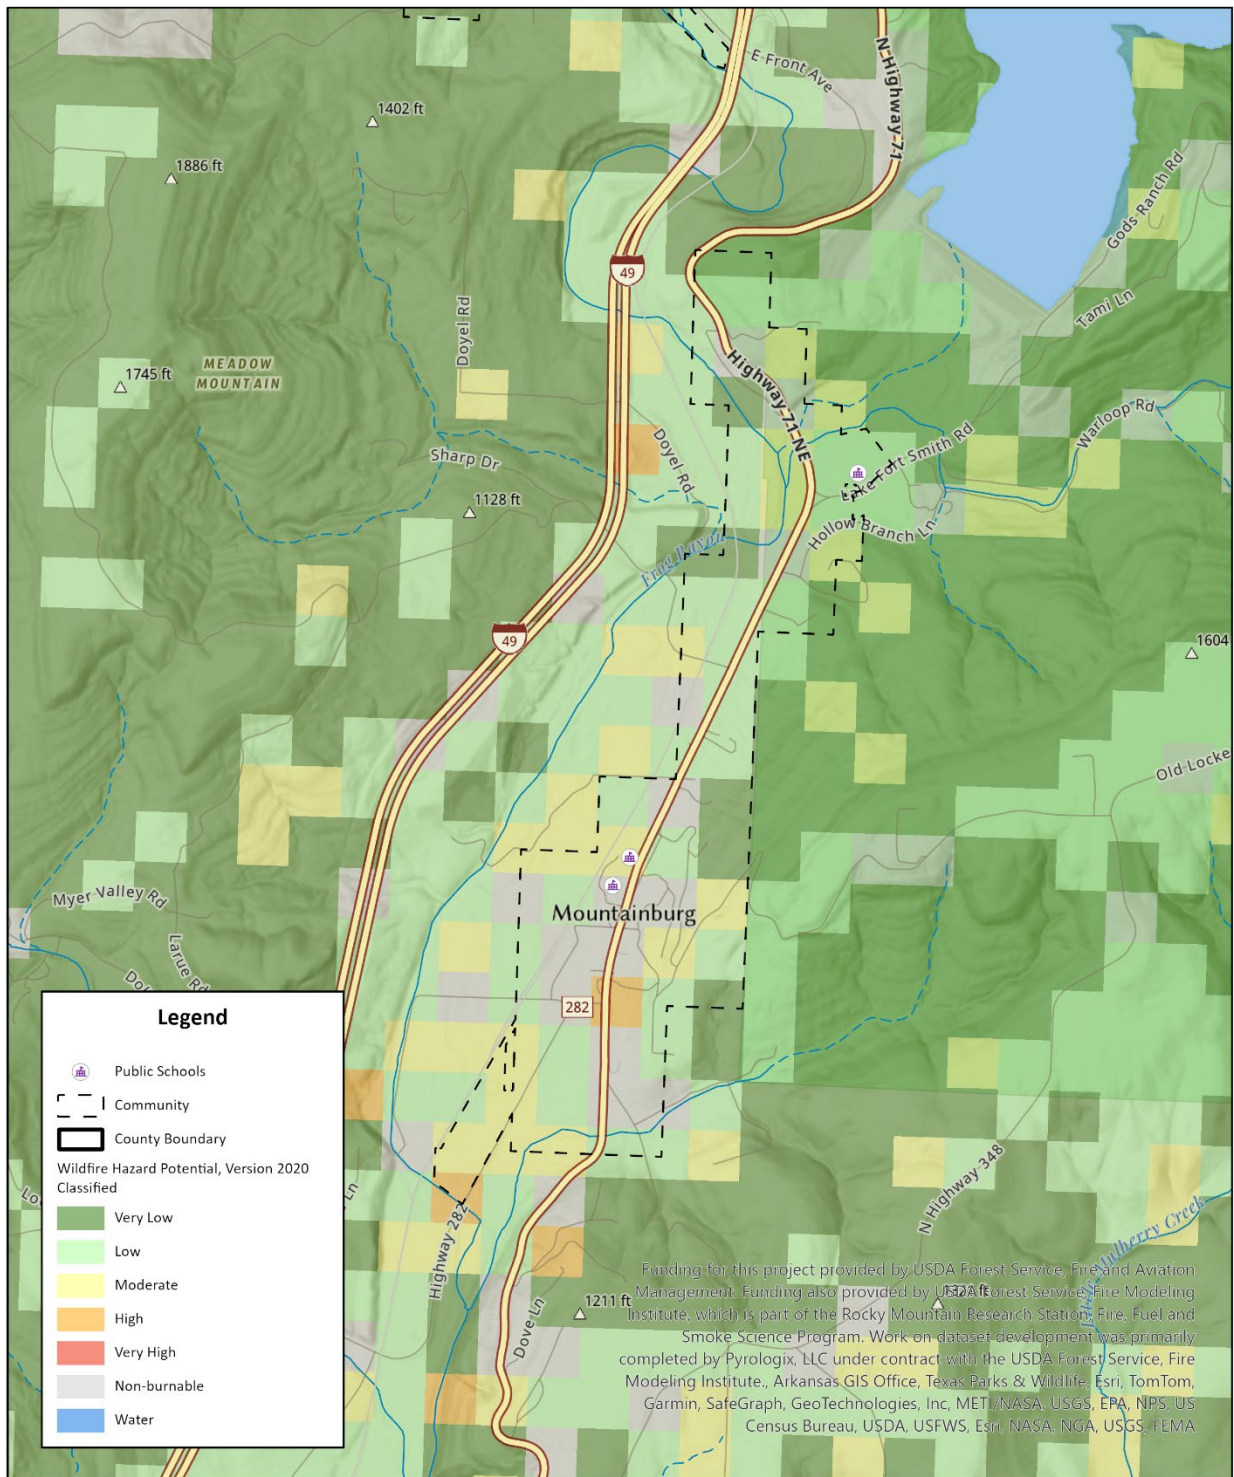 E Front Ave
N Highway 71
1402 ft
1886 ft
Gods Ranch Rd
49
Tami Ln
Doyel Rd
MEADOW
MOUNTAIN
1745 ft
Highway 71 NE
Warloop Rd
Sharp Dr
Doyel Rd
Lake Fort Smith Rd
1128 ft
Hollow Branch Ln
Frog Bayou
49
1604
Old Locke
Myer Valley Rd
Mountainburg
Larue Rd
282
N Highway 348
Highway 282
Dove Ln
1211 ft
1321 ft
Mulberry Creek
Legend
Public Schools
Community
County Boundary
Wildfire Hazard Potential, Version 2020
Classified
Very Low
Low
Moderate
High
Very High
Non-burnable
Water
Funding for this project provided by USDA Forest Service, Fire and Aviation
Management. Funding also provided by USDA Forest Service, Fire Modeling
Institute, which is part of the Rocky Mountain Research Station, Fire, Fuel and
Smoke Science Program. Work on dataset development was primarily
completed by Pyrologix, LLC under contract with the USDA Forest Service, Fire
Modeling Institute., Arkansas GIS Office, Texas Parks & Wildlife, Esri, TomTom,
Garmin, SafeGraph, GeoTechnologies, Inc, METI/NASA, USGS, EPA, NPS, US
Census Bureau, USDA, USFWS, Esri, NASA, NGA, USGS, FEMA